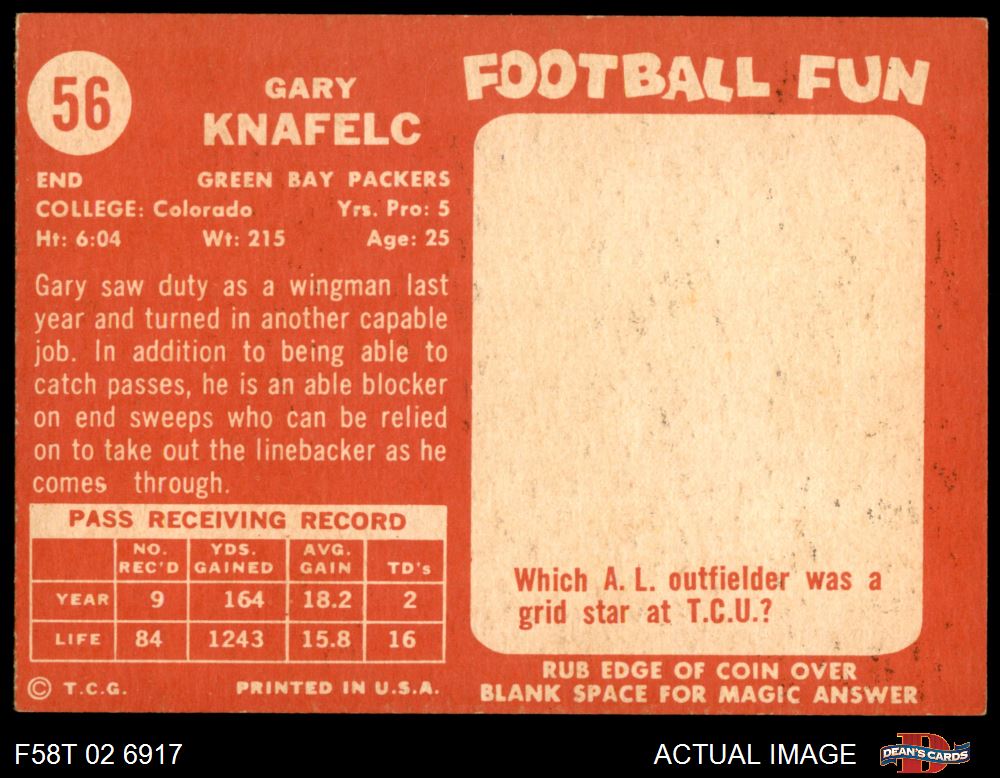 56
GARY
KNAFELC
END GREEN BAY PACKERS
COLLEGE: Colorado Yrs. Pro: 5
Ht: 6:04 Wt: 215 Age: 25
Gary saw duty as a wingman last
year and turned in another capable
job. In addition to being able to
catch passes, he is an able blocker
on end sweeps who can be relied
on to take out the linebacker as he
comes through.
PASS RECEIVING RECORD
NO. REC'D YDS. GAINED AVG. GAIN TD's
YEAR 9 164 18.2 2
LIFE 84 1243 15.8 16
© T.C.G. PRINTED IN U.S.A.
FOOTBALL FUN
Which A. L. outfielder was a
grid star at T.C.U.?
RUB EDGE OF COIN OVER
BLANK SPACE FOR MAGIC ANSWER
F58T 02 6917 ACTUAL IMAGE
D
DEAN'S CARDS